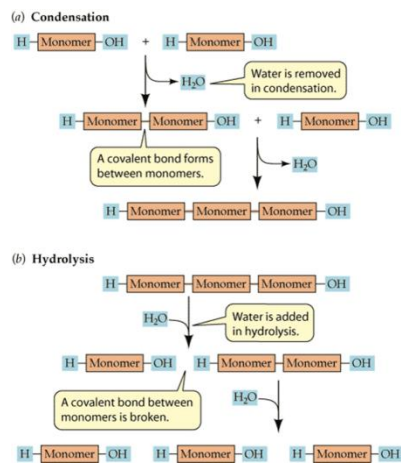 (a) Condensation
H Monomer OH + H Monomer OH
H₂O
Water is removed
in condensation.
H Monomer Monomer OH + H Monomer OH
A covalent bond forms
between monomers.
H₂O
H Monomer Monomer Monomer OH
(b) Hydrolysis
H Monomer Monomer Monomer OH
H₂O
Water is added
in hydrolysis.
H Monomer OH H Monomer Monomer OH
A covalent bond between
monomers is broken.
H₂O
H Monomer OH H Monomer OH H Monomer OH